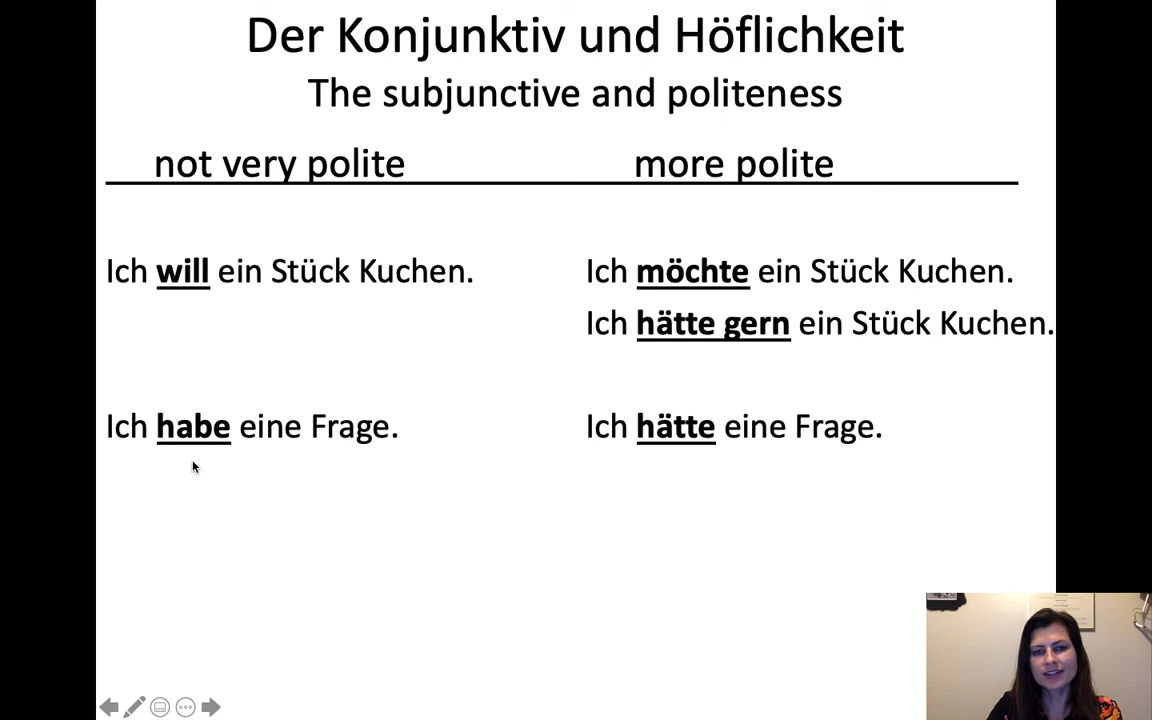 Der Konjunktiv und Höflichkeit
The subjunctive and politeness
not very polite more polite
Ich will ein Stück Kuchen. Ich möchte ein Stück Kuchen.
Ich hätte gern ein Stück Kuchen.
Ich habe eine Frage. Ich hätte eine Frage.